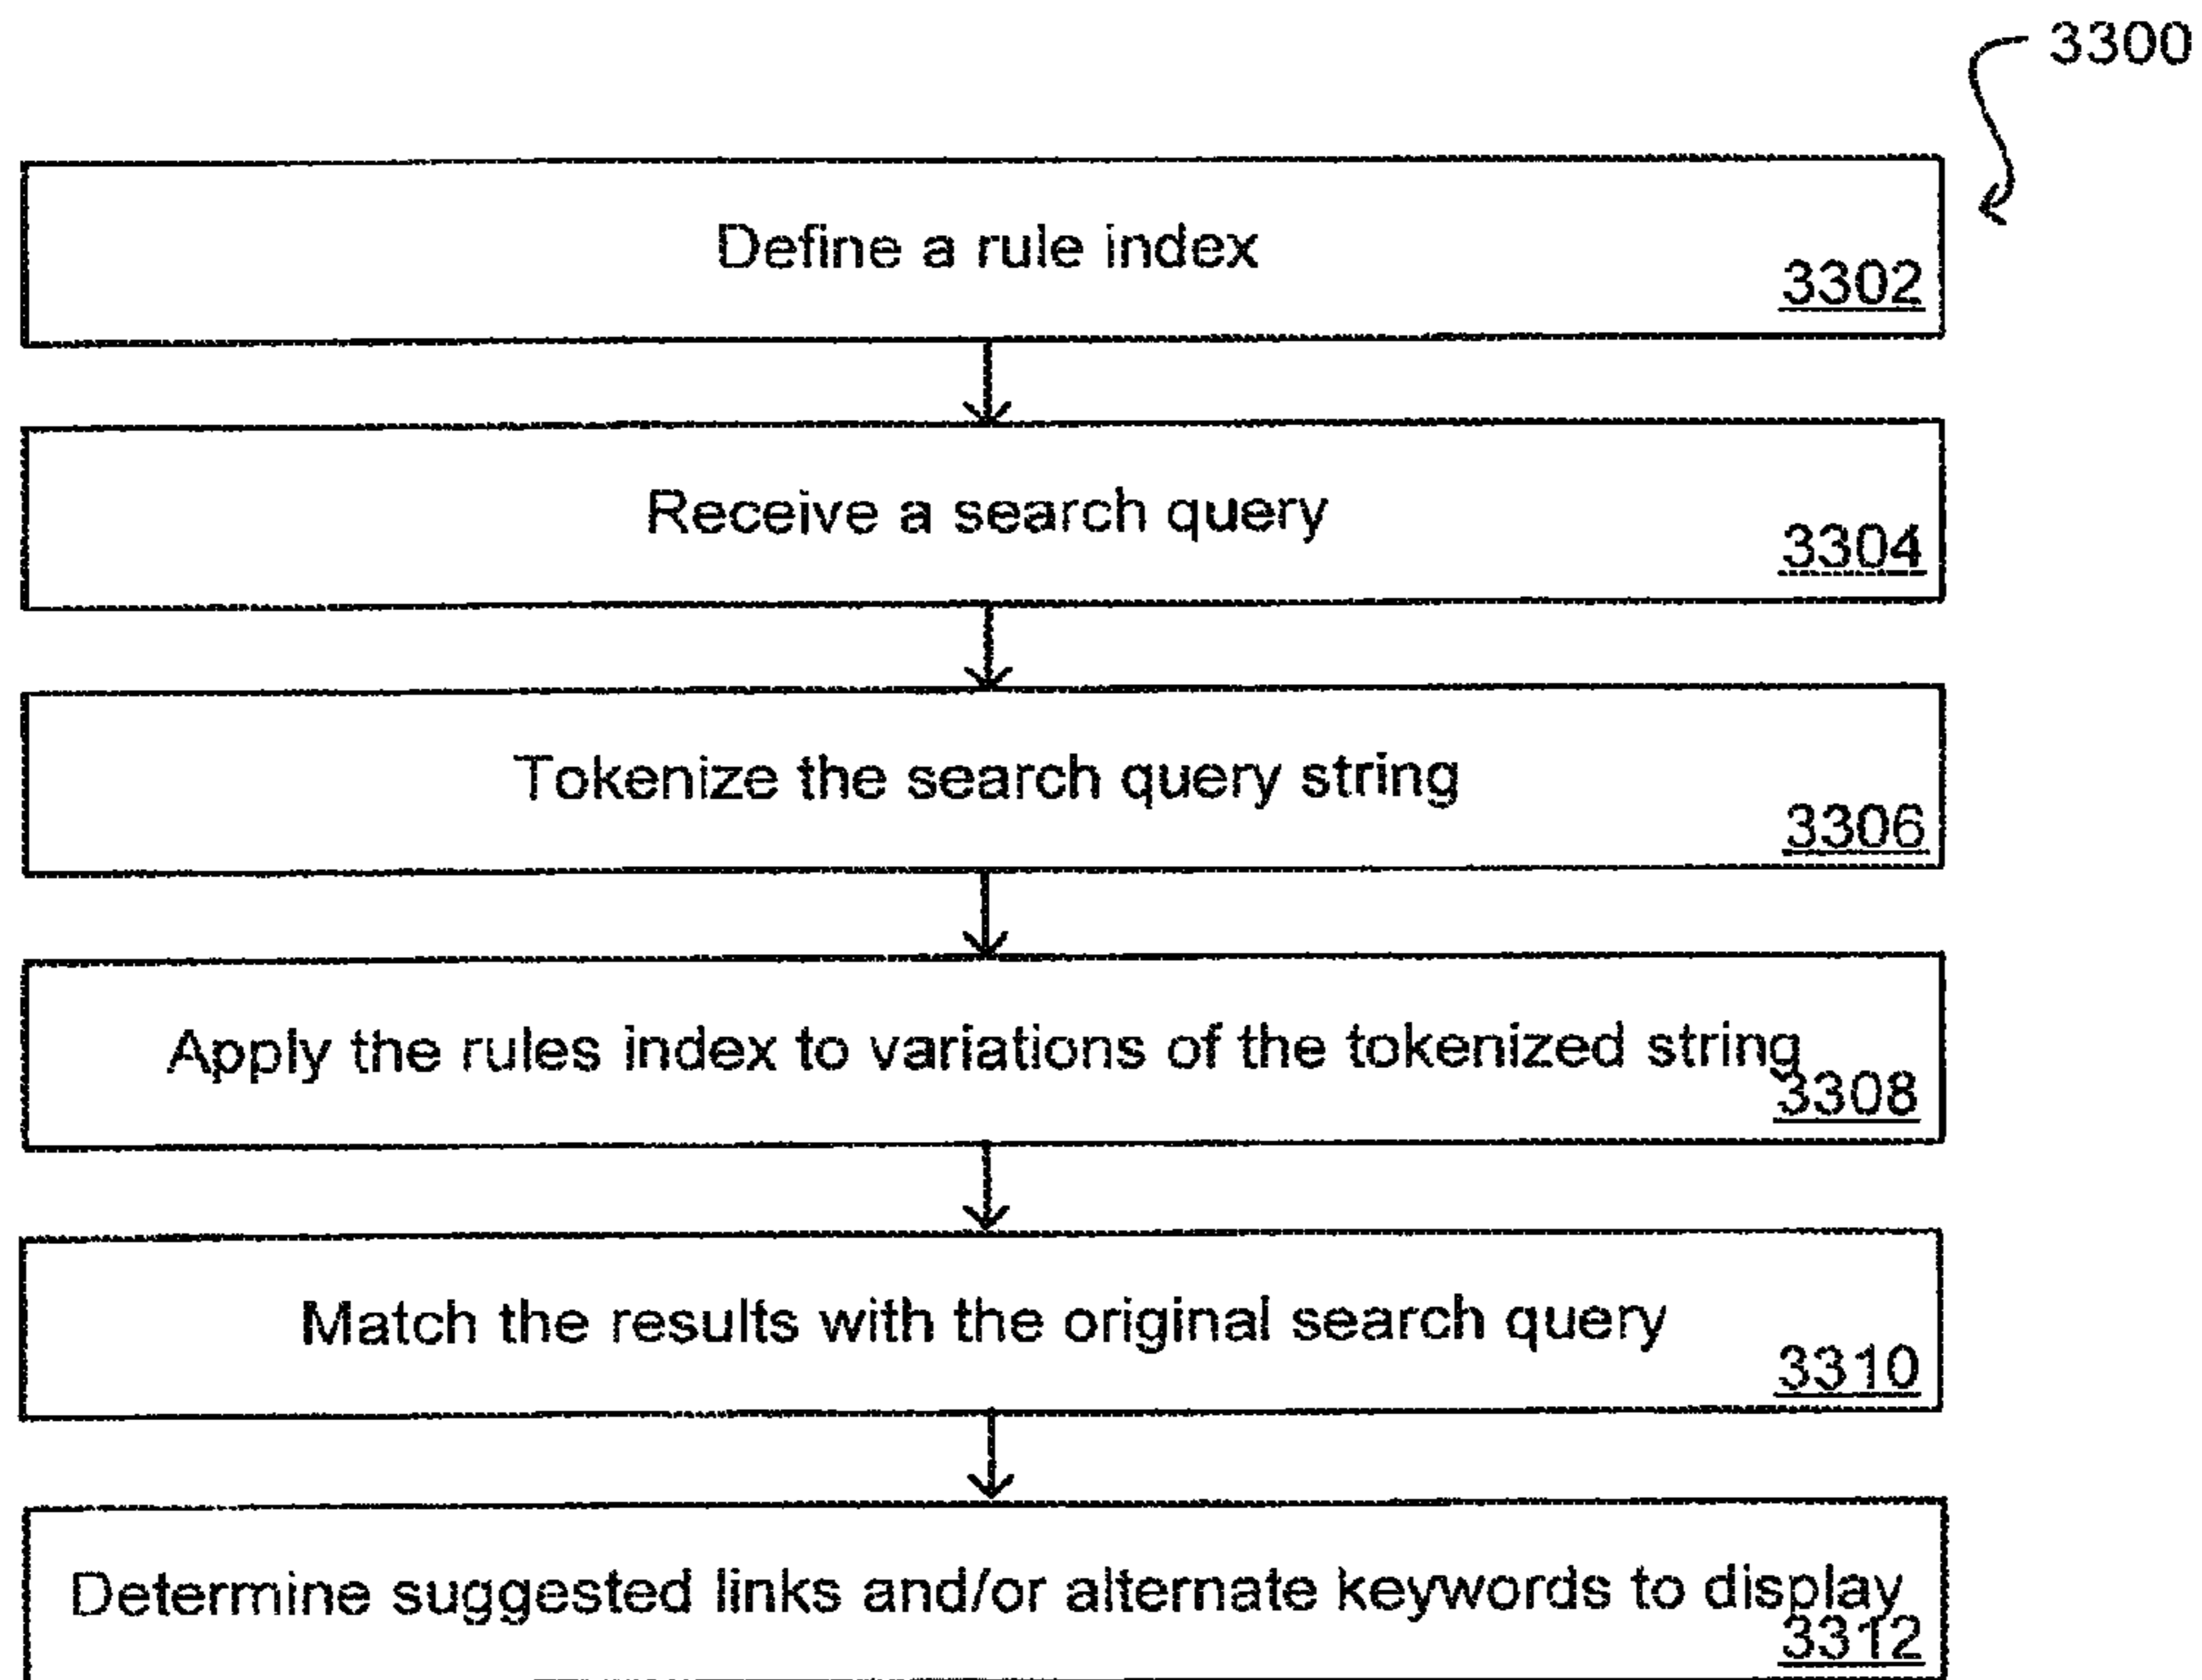 3300
Define a rule index
3302
Receive a search query
3304
Tokenize the search query string
3306
Apply the rules index to variations of the tokenized string
3308
Match the results with the original search query
3310
Determine suggested links and/or alternate keywords to display
3312